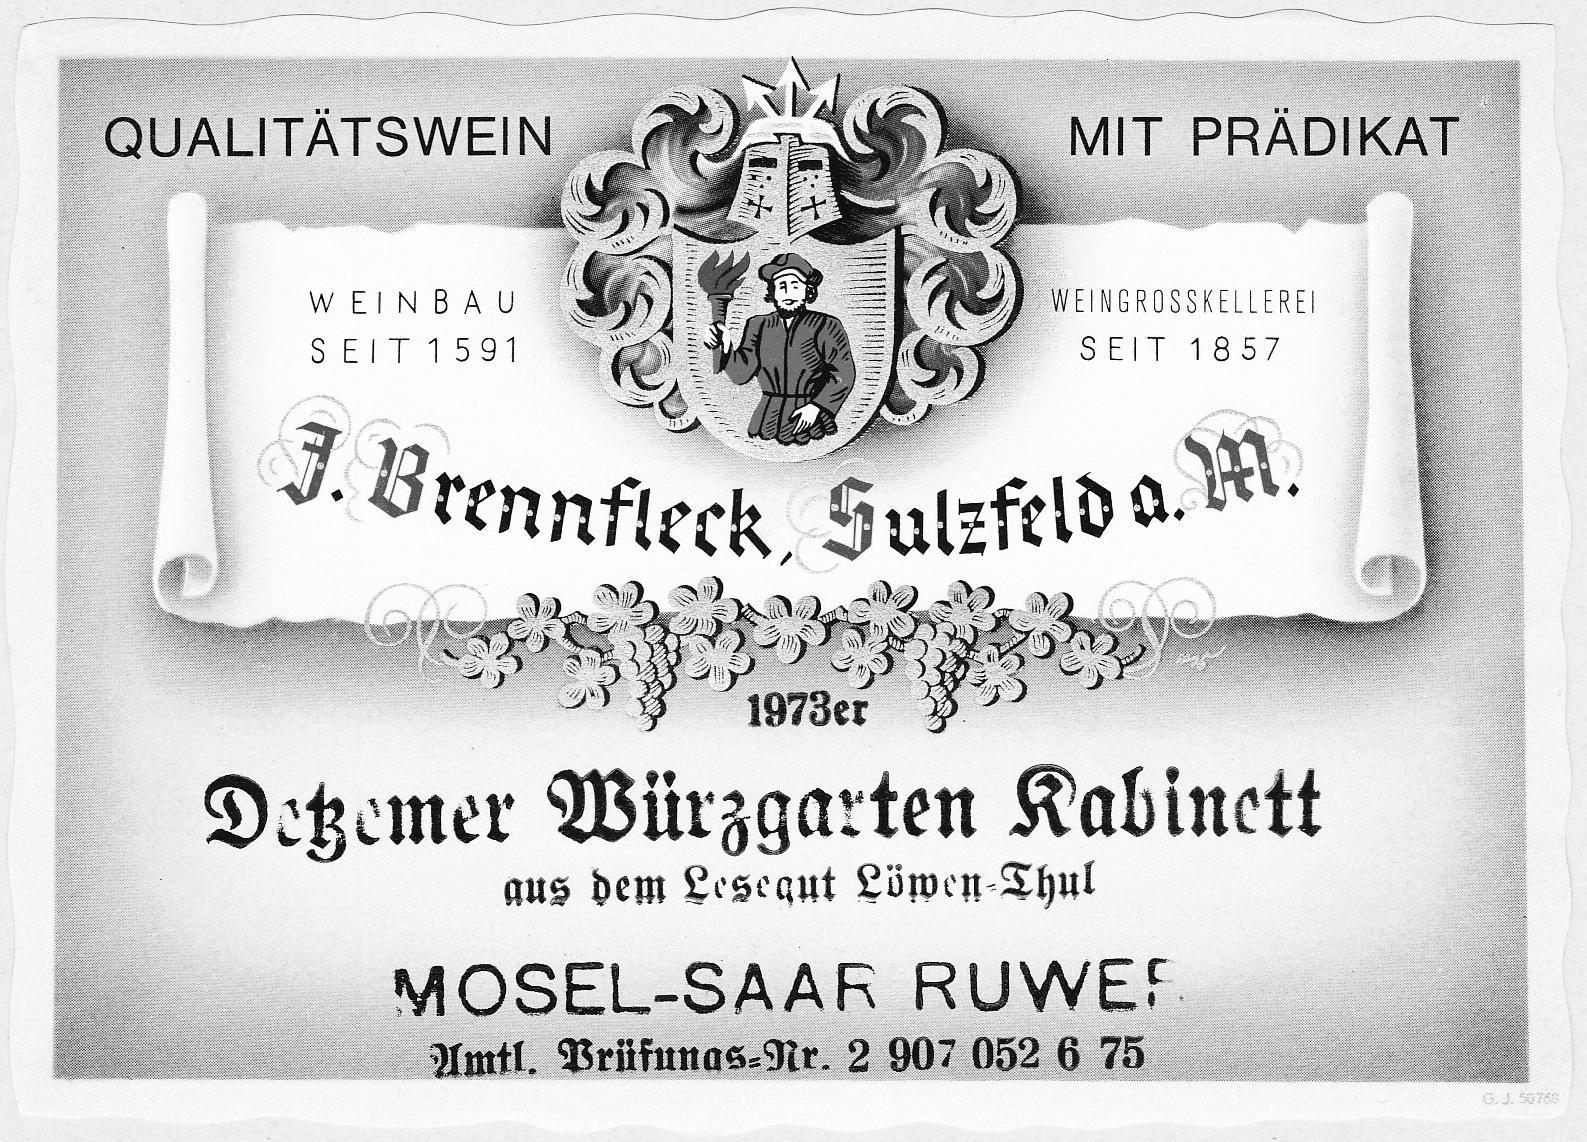 QUALITÄTSWEIN MIT PRÄDIKAT
WEINBAU
SEIT 1591
WEINGROSSKELLEREI
SEIT 1857
J. Brennfleck, Sulzfeld a. M.
1973er
Detzemer Würzgarten Kabinett
aus dem Lesegut Löwen-Thul
MOSEL-SAAR RUWER
Amtl. Prüfungs-Nr. 2 907 052 6 75
G. J. 50768